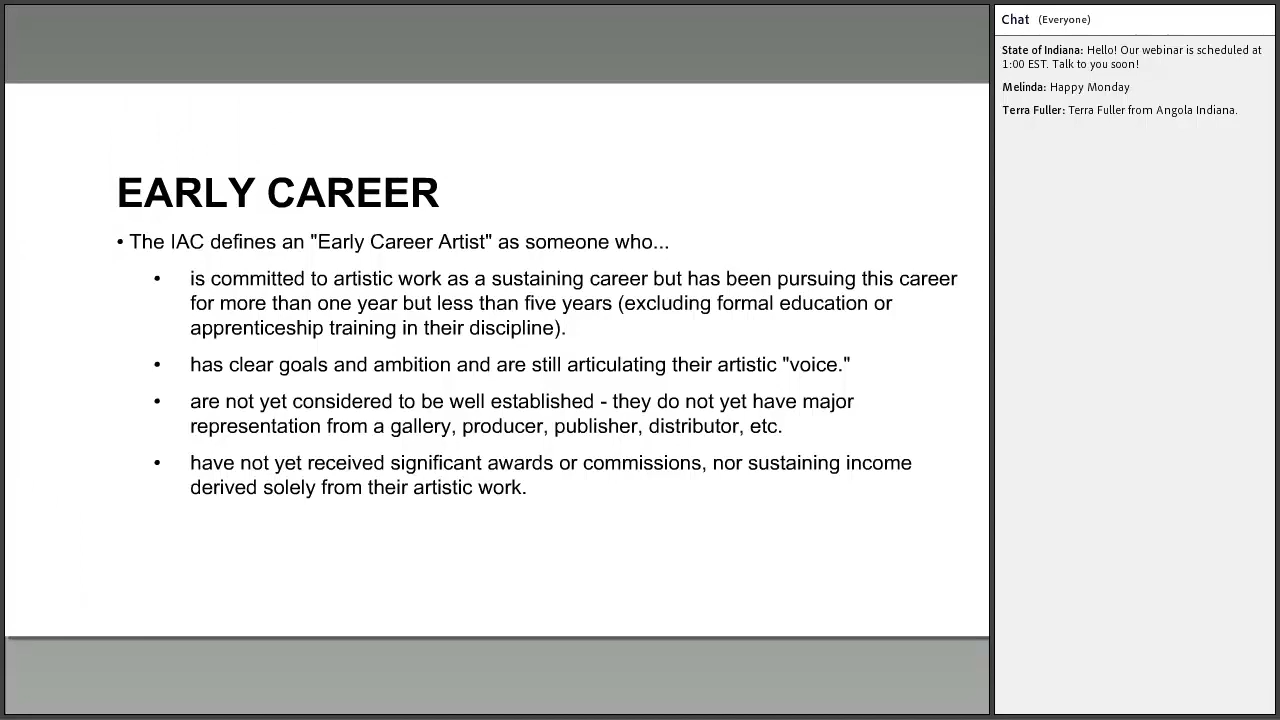 EARLY CAREER
• The IAC defines an "Early Career Artist" as someone who...
• is committed to artistic work as a sustaining career but has been pursuing this career
for more than one year but less than five years (excluding formal education or
apprenticeship training in their discipline).
• has clear goals and ambition and are still articulating their artistic "voice."
• are not yet considered to be well established - they do not yet have major
representation from a gallery, producer, publisher, distributor, etc.
• have not yet received significant awards or commissions, nor sustaining income
derived solely from their artistic work.
Chat (Everyone)
State of Indiana: Hello! Our webinar is scheduled at
1:00 EST. Talk to you soon!
Melinda: Happy Monday
Terra Fuller: Terra Fuller from Angola Indiana.